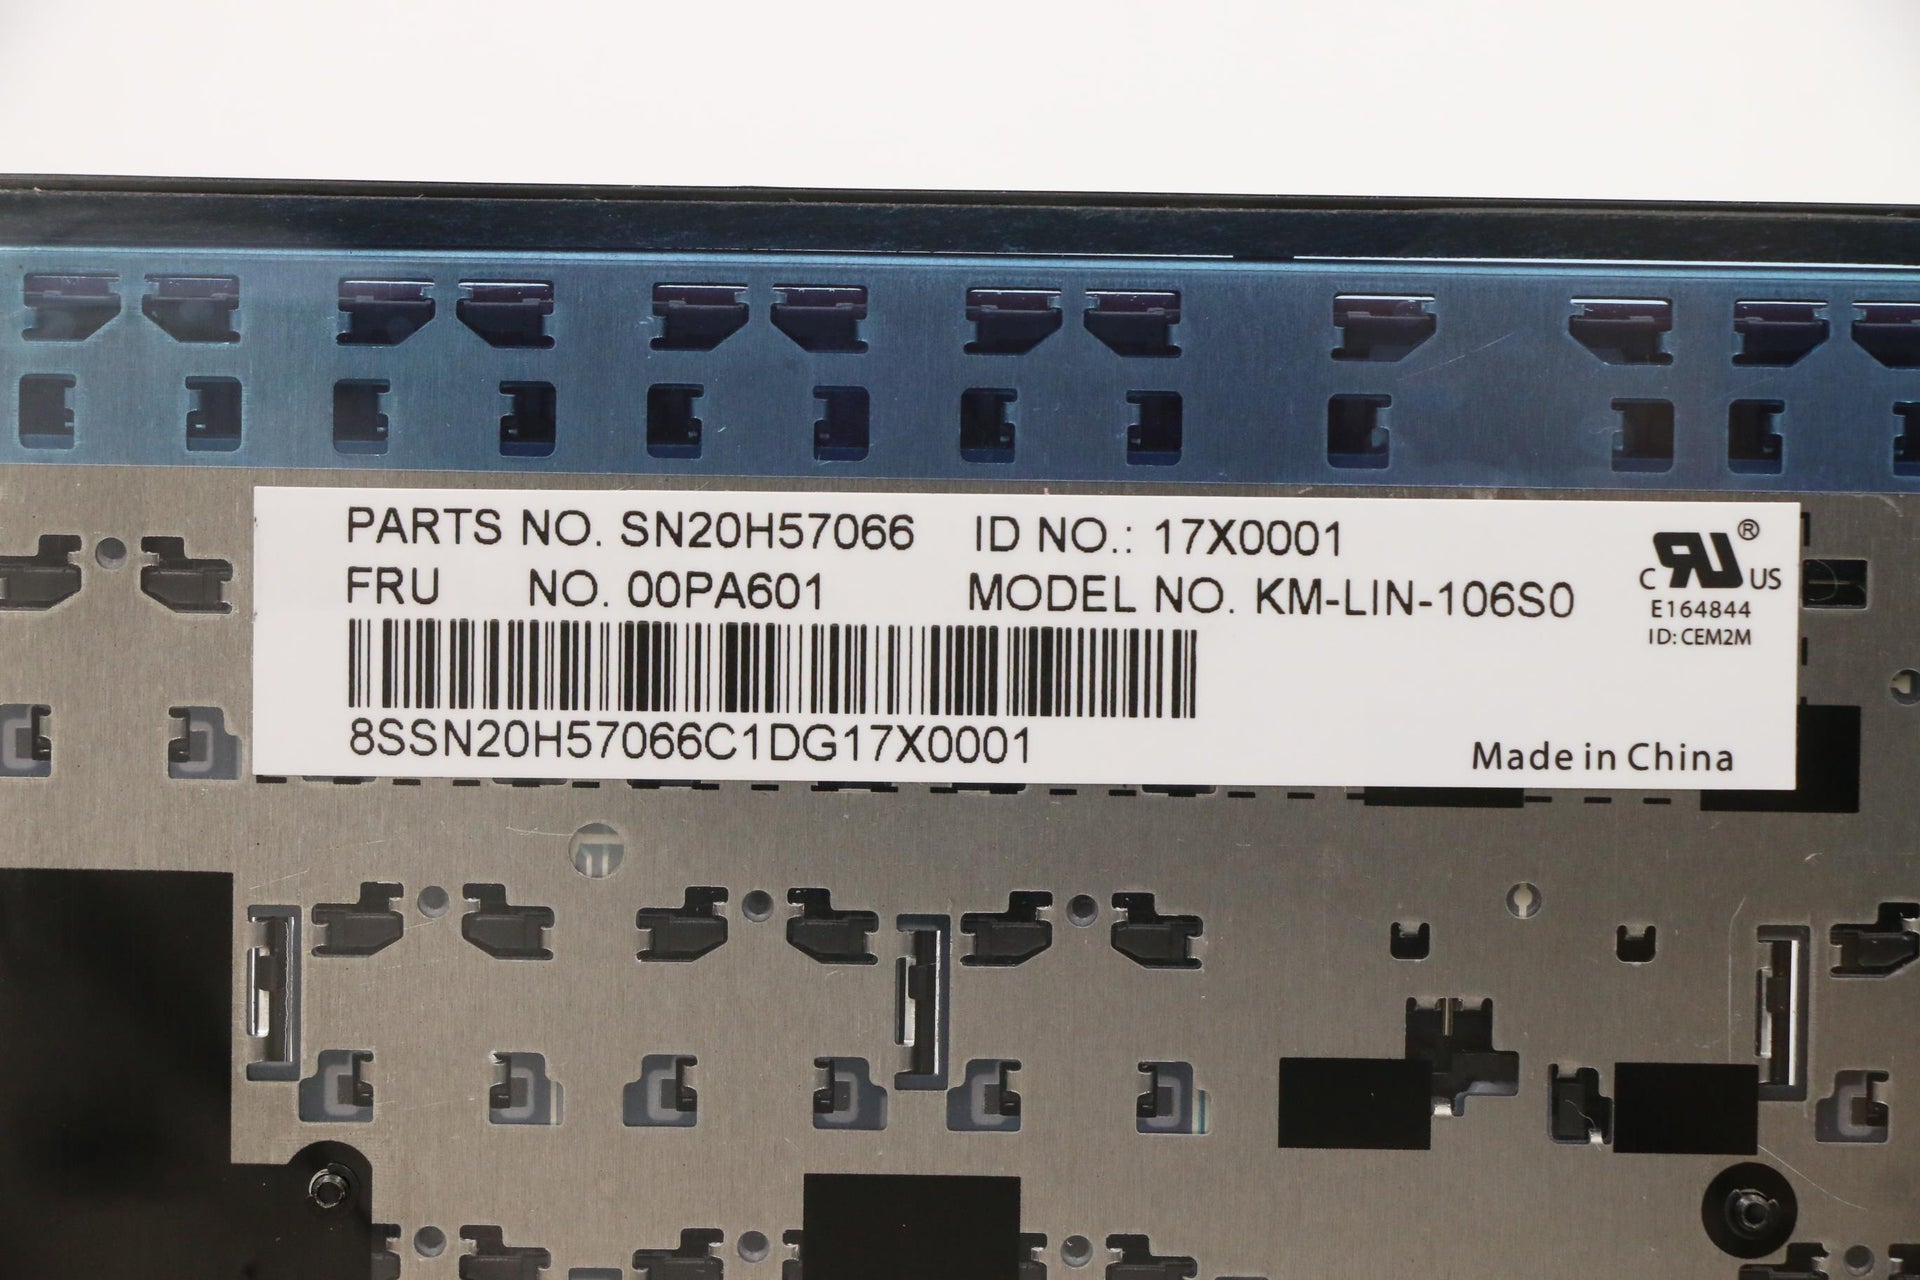 PARTS NO. SN20H57066 ID NO.: 17X0001
FRU NO. 00PA601 MODEL NO. KM-LIN-106S0
8SSN20H57066C1DG17X0001
C RU ® US
E164844
ID: CEM2M
Made in China